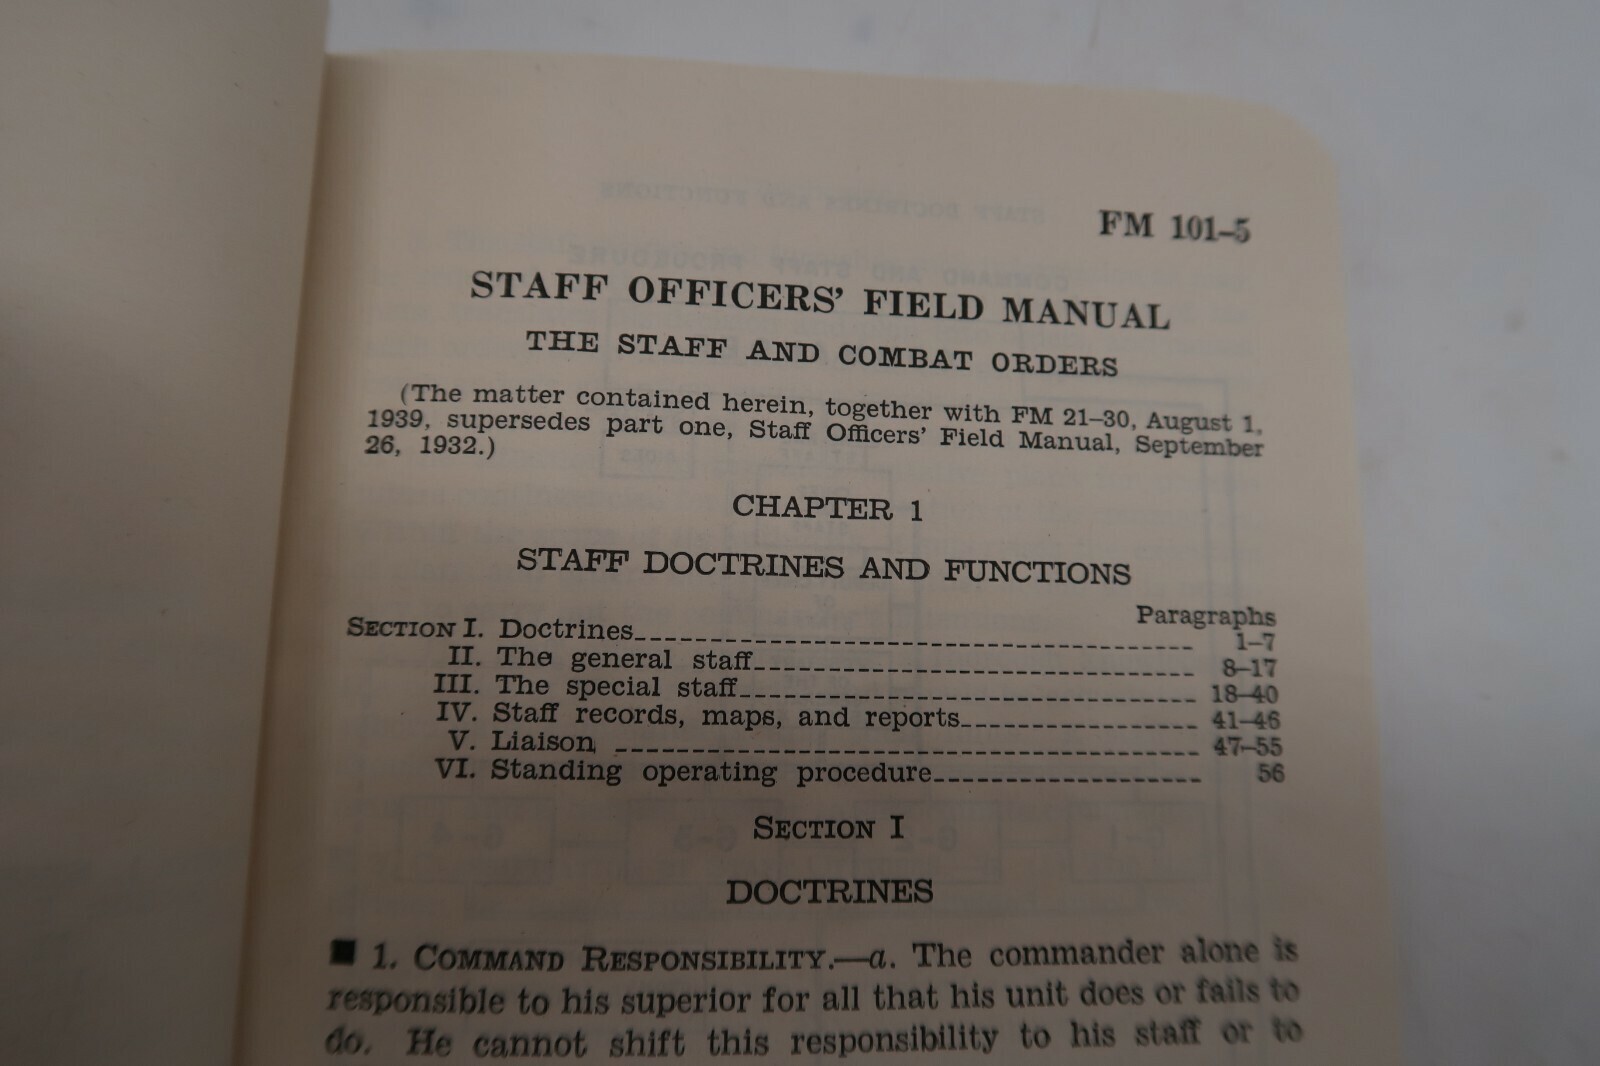 FM 101–5
STAFF OFFICERS' FIELD MANUAL
THE STAFF AND COMBAT ORDERS
(The matter contained herein, together with FM 21–30, August 1,
1939, supersedes part one, Staff Officers' Field Manual, September
26, 1932.)
CHAPTER 1
STAFF DOCTRINES AND FUNCTIONS
Paragraphs
SECTION I. Doctrines 1–7
II. The general staff 8–17
III. The special staff 18–40
IV. Staff records, maps, and reports 41–46
V. Liaison 47–55
VI. Standing operating procedure 56
SECTION I
DOCTRINES
■ 1. COMMAND RESPONSIBILITY.—a. The commander alone is
responsible to his superior for all that his unit does or fails to
do. He cannot shift this responsibility to his staff or to